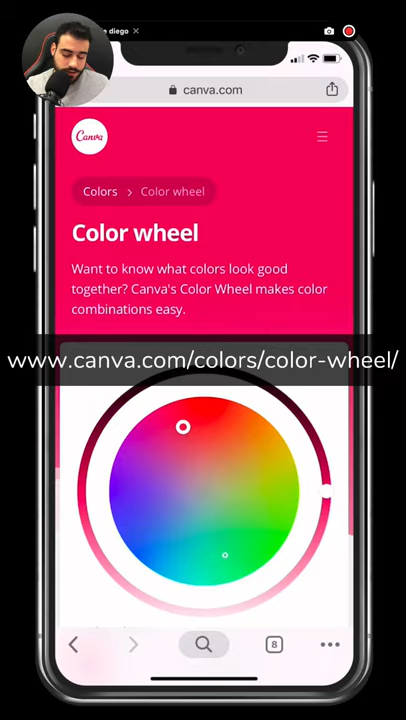 diego
canva.com
Canva
Colors > Color wheel
Color wheel
Want to know what colors look good
together? Canva's Color Wheel makes color
combinations easy.
www.canva.com/colors/color-wheel/
8